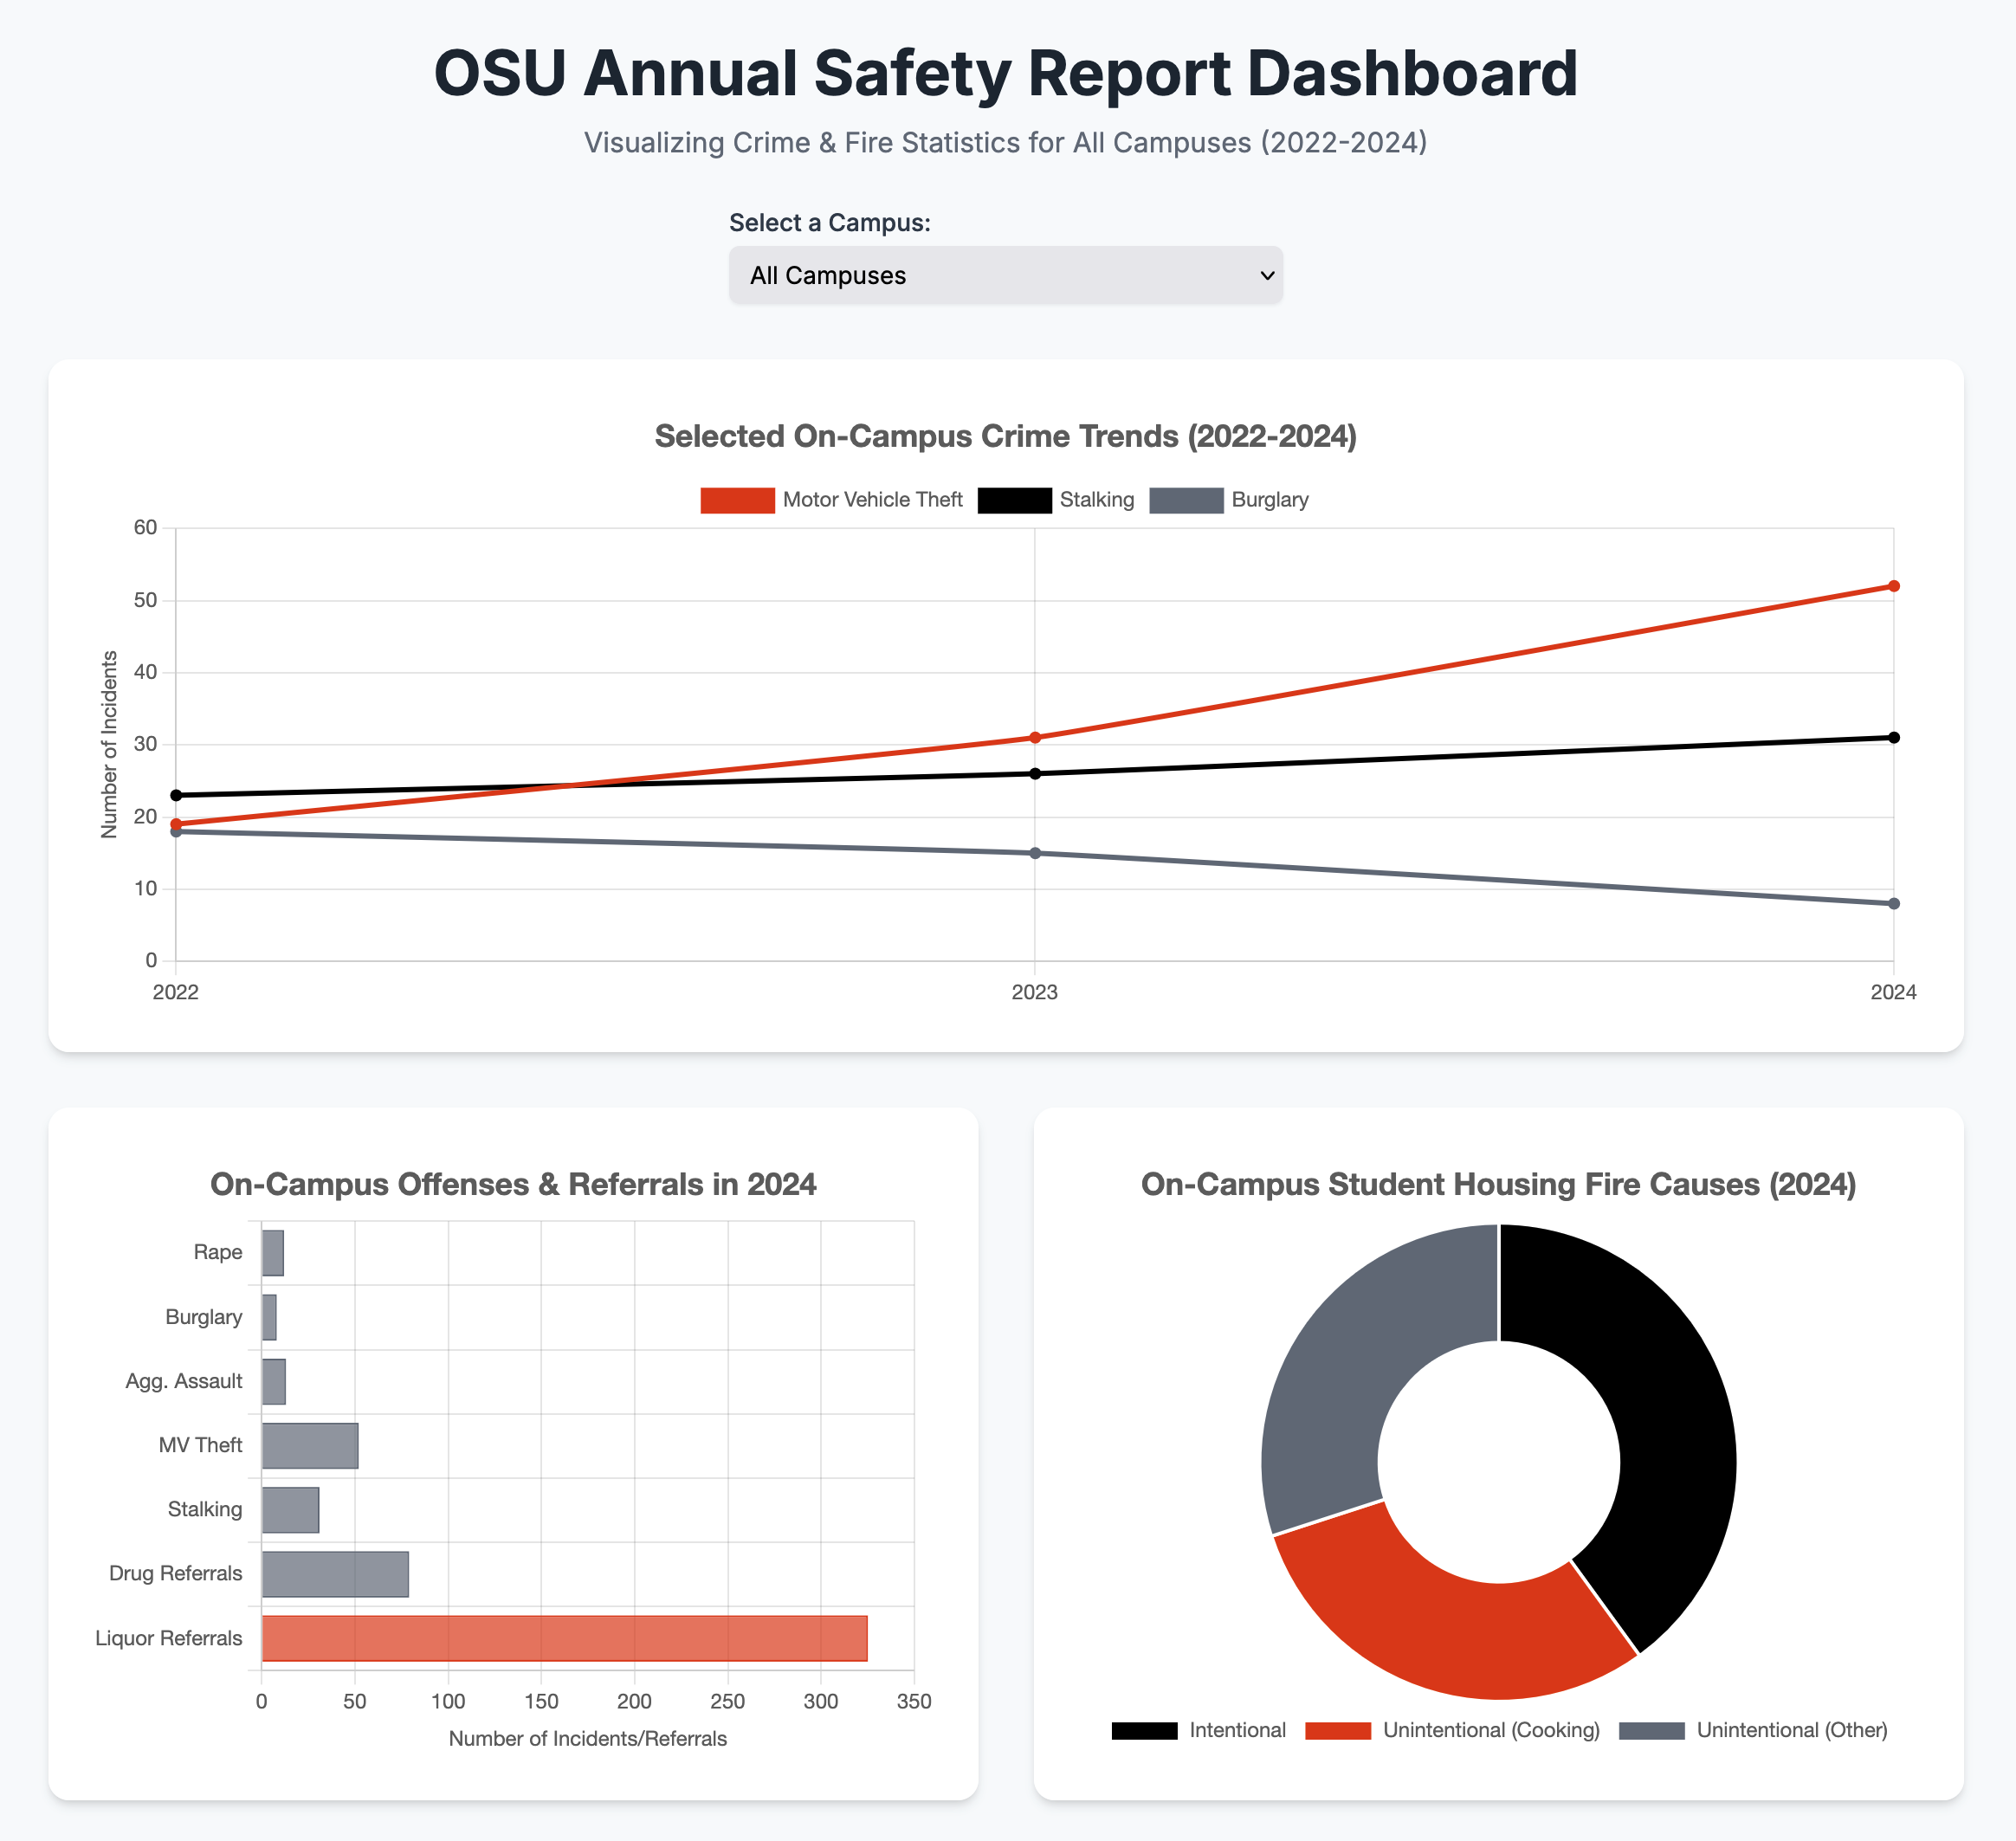 OSU Annual Safety Report Dashboard
Visualizing Crime & Fire Statistics for All Campuses (2022-2024)
Select a Campus:
All Campuses
Selected On-Campus Crime Trends (2022-2024)
Motor Vehicle Theft Stalking Burglary
Number of Incidents
60
50
40
30
20
10
0
2022 2023 2024
On-Campus Offenses & Referrals in 2024
Rape
Burglary
Agg. Assault
MV Theft
Stalking
Drug Referrals
Liquor Referrals
0 50 100 150 200 250 300 350
Number of Incidents/Referrals
On-Campus Student Housing Fire Causes (2024)
Intentional Unintentional (Cooking) Unintentional (Other)